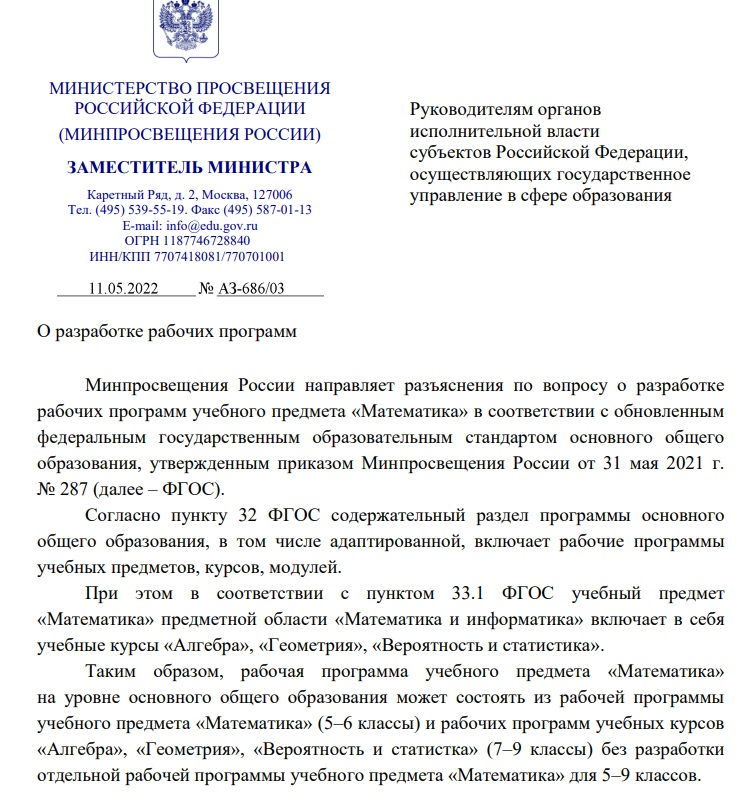 МИНИСТЕРСТВО ПРОСВЕЩЕНИЯ
РОССИЙСКОЙ ФЕДЕРАЦИИ
(МИНПРОСВЕЩЕНИЯ РОССИИ)
ЗАМЕСТИТЕЛЬ МИНИСТРА
Каретный Ряд, д. 2, Москва, 127006
Тел. (495) 539-55-19. Факс (495) 587-01-13
E-mail: info@edu.gov.ru
ОГРН 1187746728840
ИНН/КПП 7707418081/770701001
11.05.2022 № АЗ-686/03
Руководителям органов
исполнительной власти
субъектов Российской Федерации,
осуществляющих государственное
управление в сфере образования
О разработке рабочих программ
Минпросвещения России направляет разъяснения по вопросу о разработке
рабочих программ учебного предмета «Математика» в соответствии с обновленным
федеральным государственным образовательным стандартом основного общего
образования, утвержденным приказом Минпросвещения России от 31 мая 2021 г.
№ 287 (далее – ФГОС).
Согласно пункту 32 ФГОС содержательный раздел программы основного
общего образования, в том числе адаптированной, включает рабочие программы
учебных предметов, курсов, модулей.
При этом в соответствии с пунктом 33.1 ФГОС учебный предмет
«Математика» предметной области «Математика и информатика» включает в себя
учебные курсы «Алгебра», «Геометрия», «Вероятность и статистика».
Таким образом, рабочая программа учебного предмета «Математика»
на уровне основного общего образования может состоять из рабочей программы
учебного предмета «Математика» (5–6 классы) и рабочих программ учебных курсов
«Алгебра», «Геометрия», «Вероятность и статистка» (7–9 классы) без разработки
отдельной рабочей программы учебного предмета «Математика» для 5–9 классов.